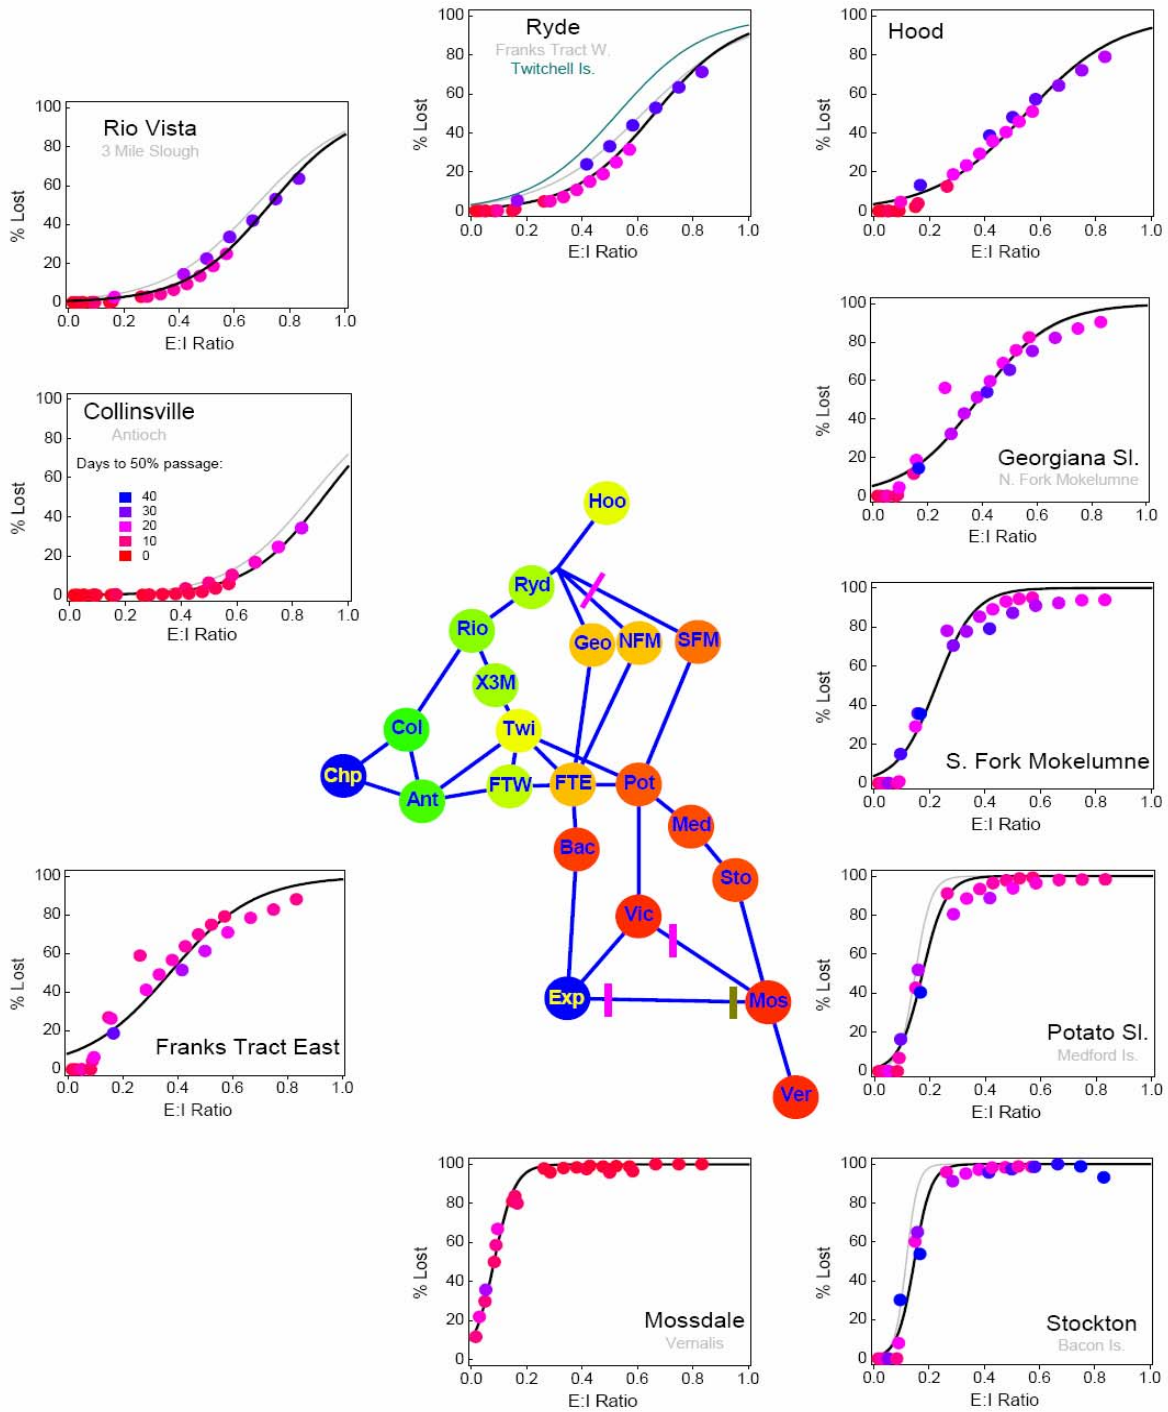 100
80
60
40
20
0
% Lost
Ryde
Franks Tract W.
Twitchell Is.
0.0 0.2 0.4 0.6 0.8 1.0
E:I Ratio
100
80
60
40
20
0
% Lost
Hood
0.0 0.2 0.4 0.6 0.8 1.0
E:I Ratio
100
80
60
40
20
0
% Lost
Rio Vista
3 Mile Slough
0.0 0.2 0.4 0.6 0.8 1.0
E:I Ratio
100
80
60
40
20
0
% Lost
Georgiana Sl.
N. Fork Mokelumne
0.0 0.2 0.4 0.6 0.8 1.0
E:I Ratio
100
80
60
40
20
0
% Lost
Collinsville
Antioch
Days to 50% passage:
40
30
20
10
0
0.0 0.2 0.4 0.6 0.8 1.0
E:I Ratio
Hoo
Ryd
Rio
Geo
NFM
SFM
X3M
Col
Twi
Chp
Ant
FTW
FTE
Pot
Med
Bac
Sto
Vic
Exp
Mos
Ver
100
80
60
40
20
0
% Lost
S. Fork Mokelumne
0.0 0.2 0.4 0.6 0.8 1.0
E:I Ratio
100
80
60
40
20
0
% Lost
Franks Tract East
0.0 0.2 0.4 0.6 0.8 1.0
E:I Ratio
100
80
60
40
20
0
% Lost
Potato Sl.
Medford Is.
0.0 0.2 0.4 0.6 0.8 1.0
E:I Ratio
100
80
60
40
20
0
% Lost
Mossdale
Vernalis
0.0 0.2 0.4 0.6 0.8 1.0
E:I Ratio
100
80
60
40
20
0
% Lost
Stockton
Bacon Is.
0.0 0.2 0.4 0.6 0.8 1.0
E:I Ratio